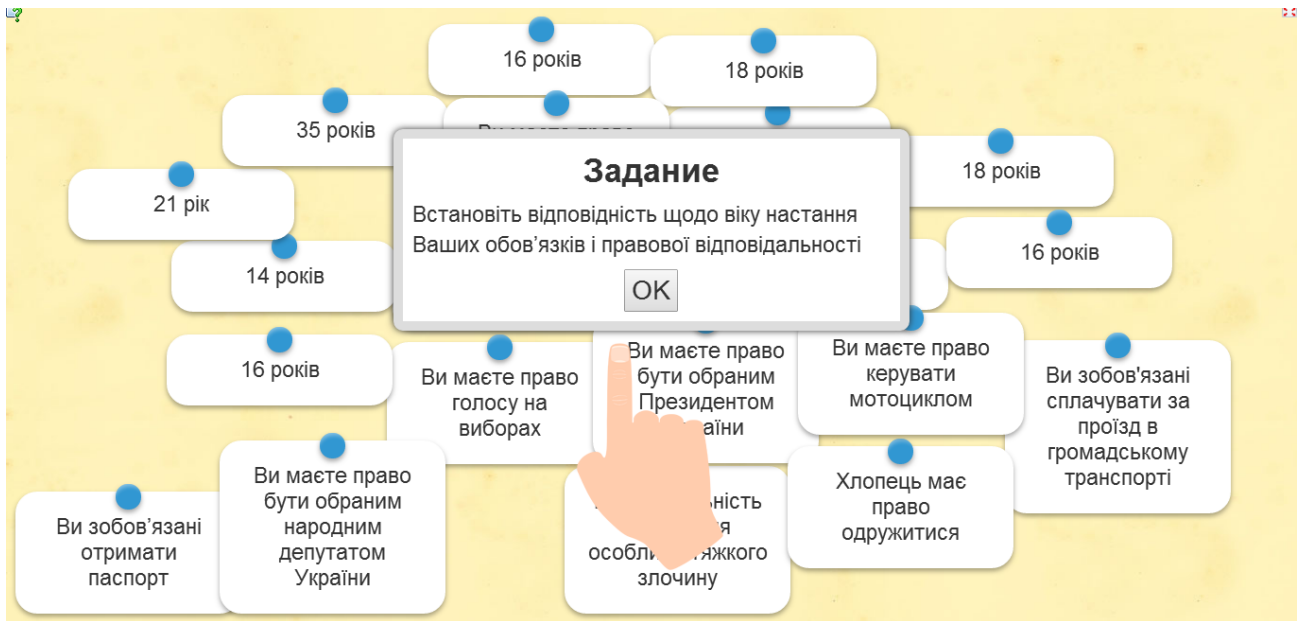 16 років
18 років
35 років
18 років
21 рік
14 років
16 років
Задание
Встановіть відповідність щодо віку настання
Ваших обов’язків і правової відповідальності
OK
16 років
Ви маєте право
голосу на
виборах
Ви маєте право
бути обраним
Президентом
Ви маєте право
керувати
мотоциклом
Ви зобов'язані
сплачувати за
проїзд в
громадському
транспорті
Ви маєте право
бути обраним
народним
депутатом
України
Хлопець має
право
одружитися
Ви зобов’язані
отримати
паспорт
злочину